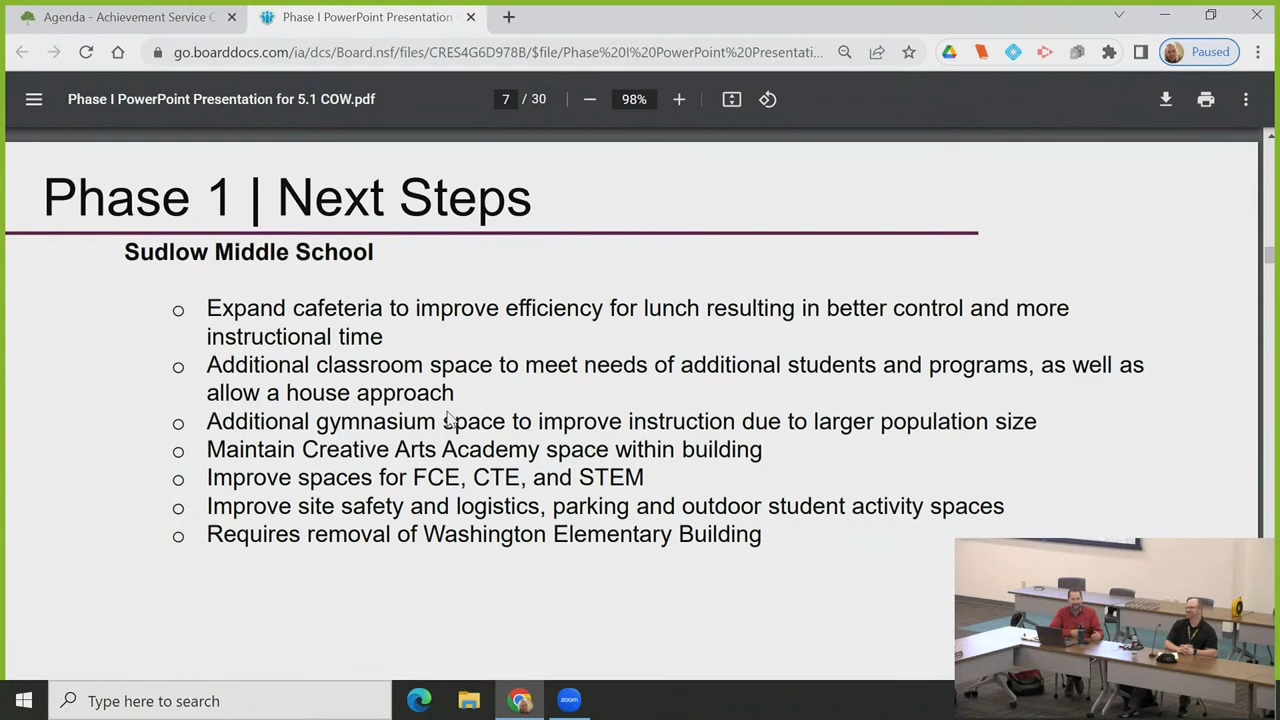 Agenda - Achievement Service C
Phase I PowerPoint Presentation
go.boarddocs.com/ia/dcs/Board.nsf/files/CRES4G6D978B/$file/Phase%20I%20PowerPoint%20Presentati...
Paused
Phase I PowerPoint Presentation for 5.1 COW.pdf
7 / 30
98%
Phase 1 | Next Steps
Sudlow Middle School
o Expand cafeteria to improve efficiency for lunch resulting in better control and more
instructional time
o Additional classroom space to meet needs of additional students and programs, as well as
allow a house approach
o Additional gymnasium space to improve instruction due to larger population size
o Maintain Creative Arts Academy space within building
o Improve spaces for FCE, CTE, and STEM
o Improve site safety and logistics, parking and outdoor student activity spaces
o Requires removal of Washington Elementary Building
Type here to search
zoom